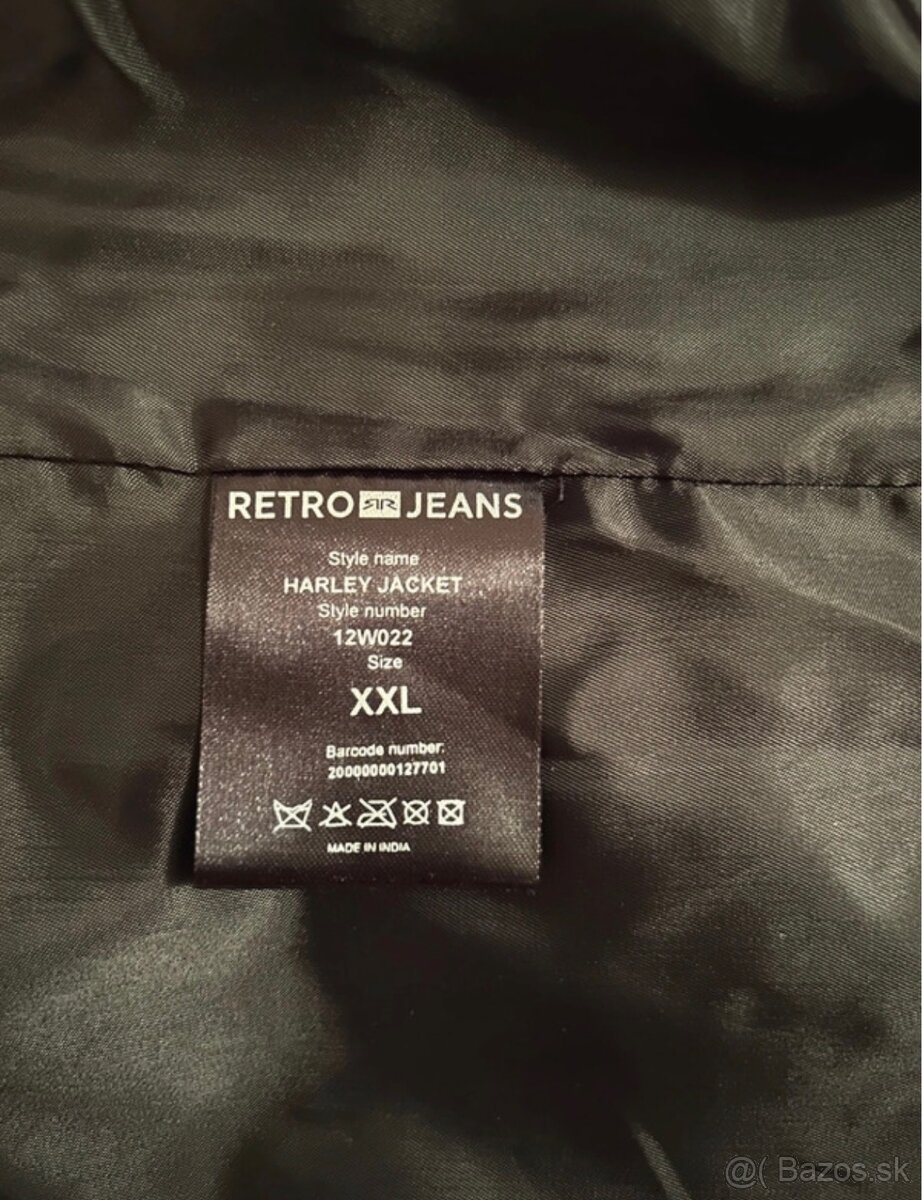 RETRO JEANS
Style name
HARLEY JACKET
Style number
12W022
Size
XXL
Barcode number:
20000000127701
MADE IN INDIA
@( Bazos.sk